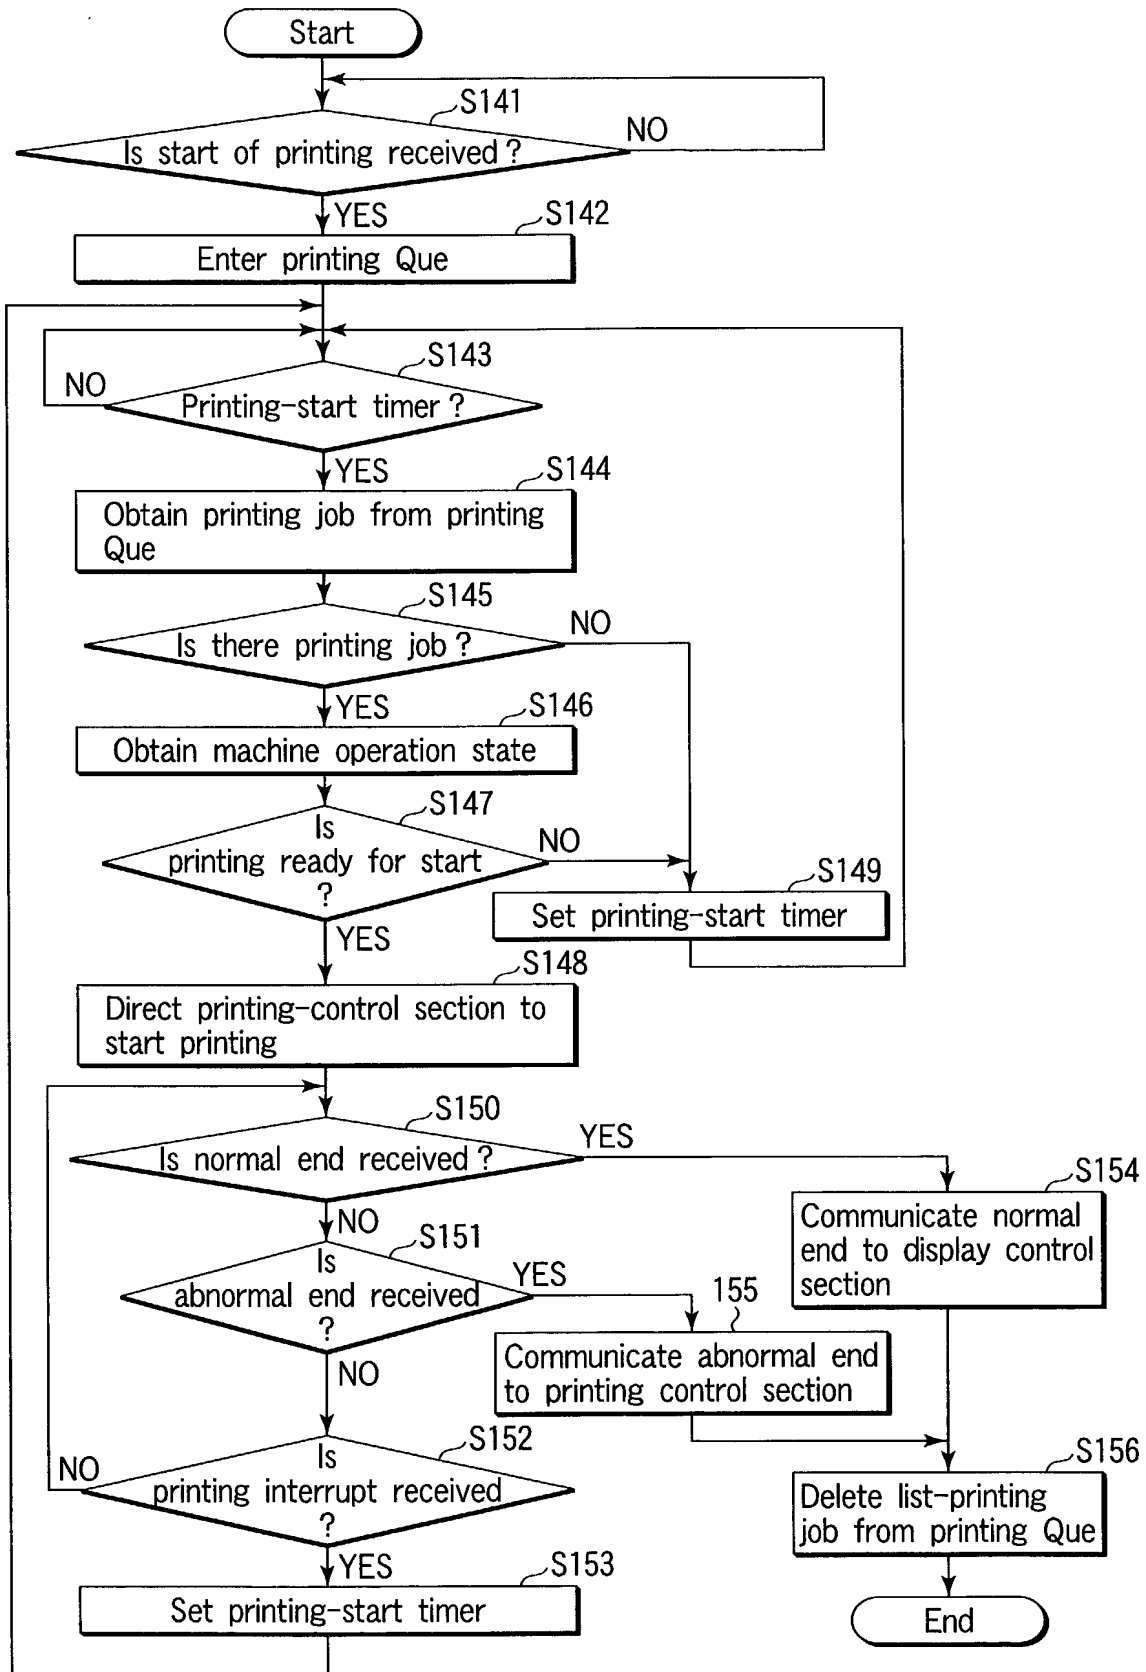 Start
S141
Is start of printing received ?
NO
YES
S142
Enter printing Que
S143
NO
Printing-start timer ?
YES
S144
Obtain printing job from printing
Que
S145
Is there printing job ?
NO
YES
S146
Obtain machine operation state
S147
Is
printing ready for start
?
NO
S149
Set printing-start timer
YES
S148
Direct printing-control section to
start printing
S150
Is normal end received ?
YES
S154
Communicate normal
end to display control
section
NO
S151
Is
abnormal end received
?
YES
155
Communicate abnormal end
to printing control section
NO
S152
Is
printing interrupt received
?
NO
S156
Delete list-printing
job from printing Que
YES
S153
Set printing-start timer
End